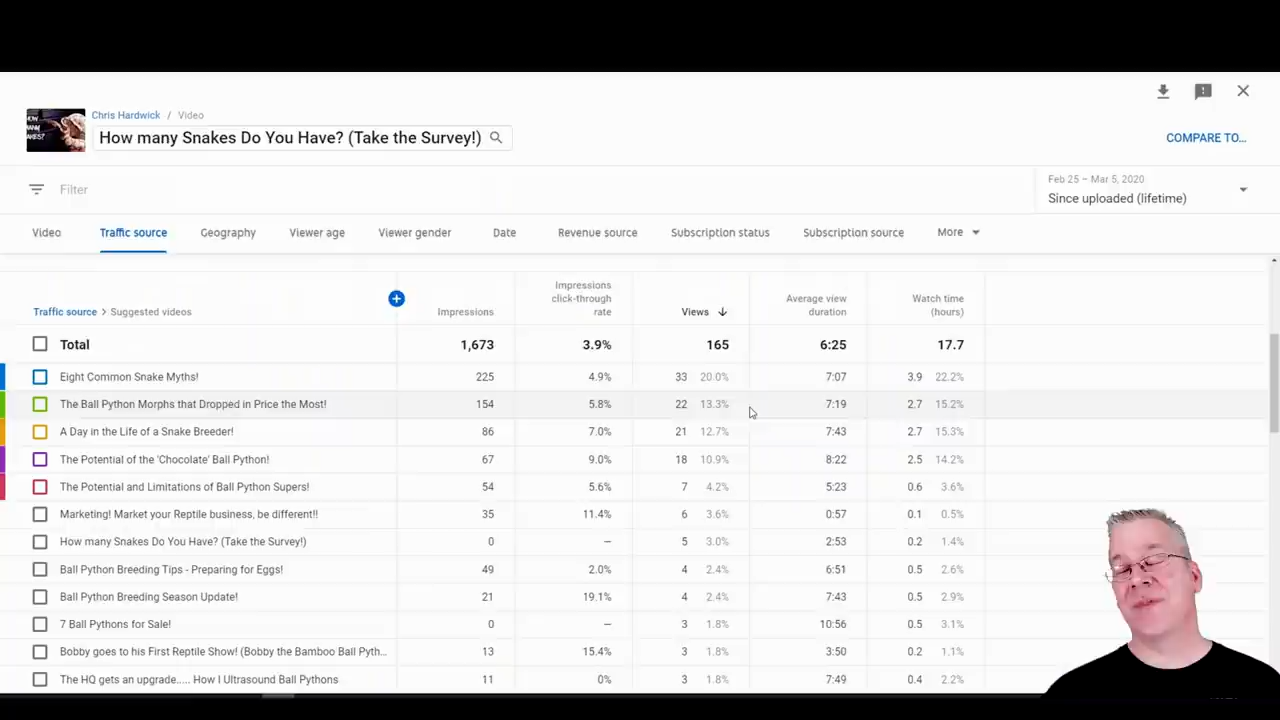 Chris Hardwick / Video
How many Snakes Do You Have? (Take the Survey!)
COMPARE TO...
Filter
Feb 25 – Mar 5, 2020
Since uploaded (lifetime)
Video Traffic source Geography Viewer age Viewer gender Date Revenue source Subscription status Subscription source More
Traffic source > Suggested videos Impressions Impressions click-through rate Views Average view duration Watch time (hours)
Total 1,673 3.9% 165 6:25 17.7
Eight Common Snake Myths! 225 4.9% 33 20.0% 7:07 3.9 22.2%
The Ball Python Morphs that Dropped in Price the Most! 154 5.8% 22 13.3% 7:19 2.7 15.2%
A Day in the Life of a Snake Breeder! 86 7.0% 21 12.7% 7:43 2.7 15.3%
The Potential of the 'Chocolate' Ball Python! 67 9.0% 18 10.9% 8:22 2.5 14.2%
The Potential and Limitations of Ball Python Supers! 54 5.6% 7 4.2% 5:23 0.6 3.6%
Marketing! Market your Reptile business, be different!! 35 11.4% 6 3.6% 0:57 0.1 0.5%
How many Snakes Do You Have? (Take the Survey!) 0 – 5 3.0% 2:53 0.2 1.4%
Ball Python Breeding Tips - Preparing for Eggs! 49 2.0% 4 2.4% 6:51 0.5 2.6%
Ball Python Breeding Season Update! 21 19.1% 4 2.4% 7:43 0.5 2.9%
7 Ball Pythons for Sale! 0 – 3 1.8% 10:56 0.5 3.1%
Bobby goes to his First Reptile Show! (Bobby the Bamboo Ball Pyth... 13 15.4% 3 1.8% 3:50 0.2 1.1%
The HQ gets an upgrade..... How I Ultrasound Ball Pythons 11 0% 3 1.8% 7:49 0.4 2.2%